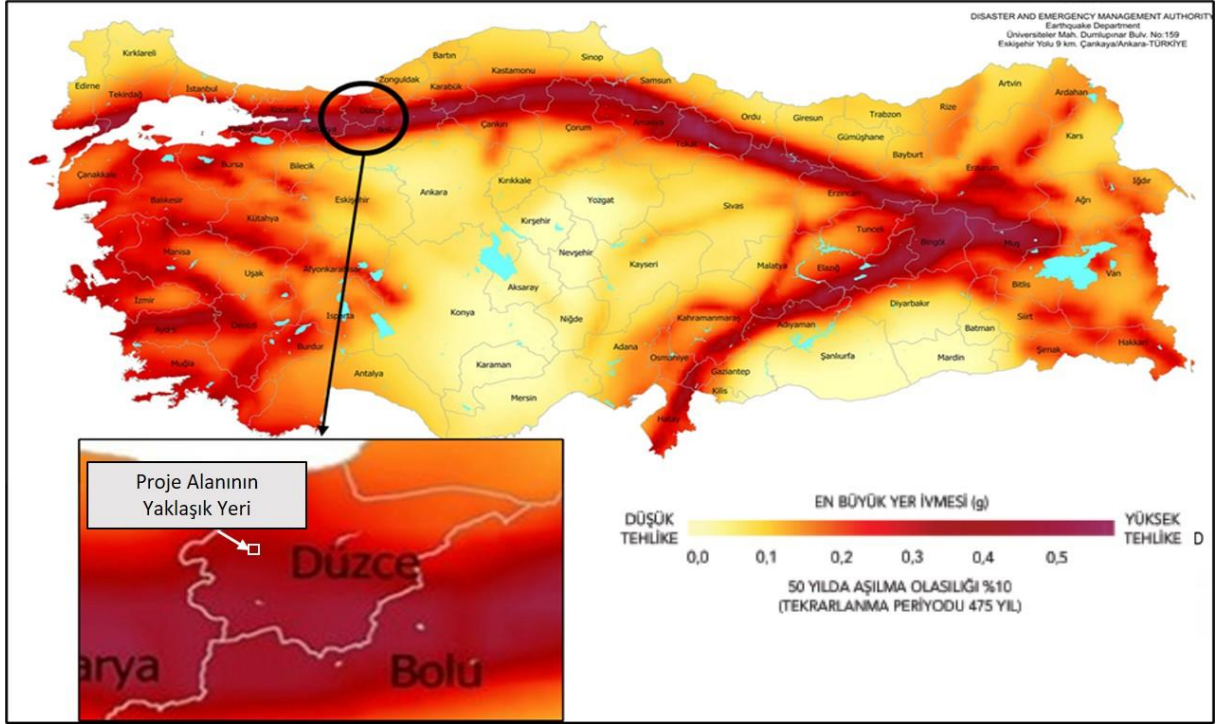 DISASTER AND EMERGENCY MANAGEMENT AUTHORITY
Earthquake Department
Üniversiteler Mah. Dumlupınar Bulv. No:159
Eskişehir Yolu 9 km. Çankaya/Ankara-TÜRKİYE
Kırklareli
Edirne
Tekirdağ
İstanbul
Zonguldak
Bartın
Karabük
Kastamonu
Sinop
Samsun
Ordu
Giresun
Trabzon
Rize
Artvin
Ardahan
Kars
Gümüşhane
Bayburt
Çankırı
Çorum
Amasya
Tokat
Çanakkale
Bursa
Bilecik
Eskişehir
Ankara
Kırıkkale
Yozgat
Sivas
Erzincan
Erzurum
Ağrı
Iğdır
Balıkesir
Kütahya
Kırşehir
Tunceli
Bingöl
Muş
Manisa
Uşak
Afyonkarahisar
Nevşehir
Kayseri
Malatya
Elazığ
Bitlis
Van
İzmir
Aksaray
Diyarbakır
Aydın
Denizli
Isparta
Konya
Niğde
Kahramanmaraş
Adıyaman
Batman
Siirt
Hakkari
Muğla
Burdur
Antalya
Karaman
Adana
Osmaniye
Gaziantep
Şanlıurfa
Mardin
Şırnak
Mersin
Kilis
Hatay
Proje Alanının
Yaklaşık Yeri
Düzce
arya
Bolu
EN BÜYÜK YER İVMESİ (g)
DÜŞÜK
TEHLİKE
YÜKSEK
TEHLİKE
D
0,0 0,1 0,2 0,3 0,4 0,5
50 YILDA AŞILMA OLASILIĞI %10
(TEKRARLANMA PERİYODU 475 YIL)